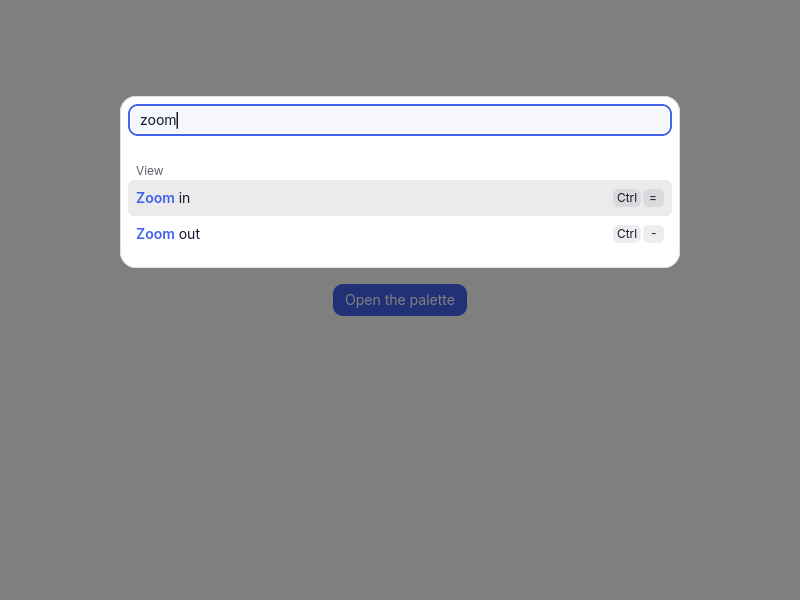 zoom
View
Zoom in Ctrl =
Zoom out Ctrl -
Open the palette